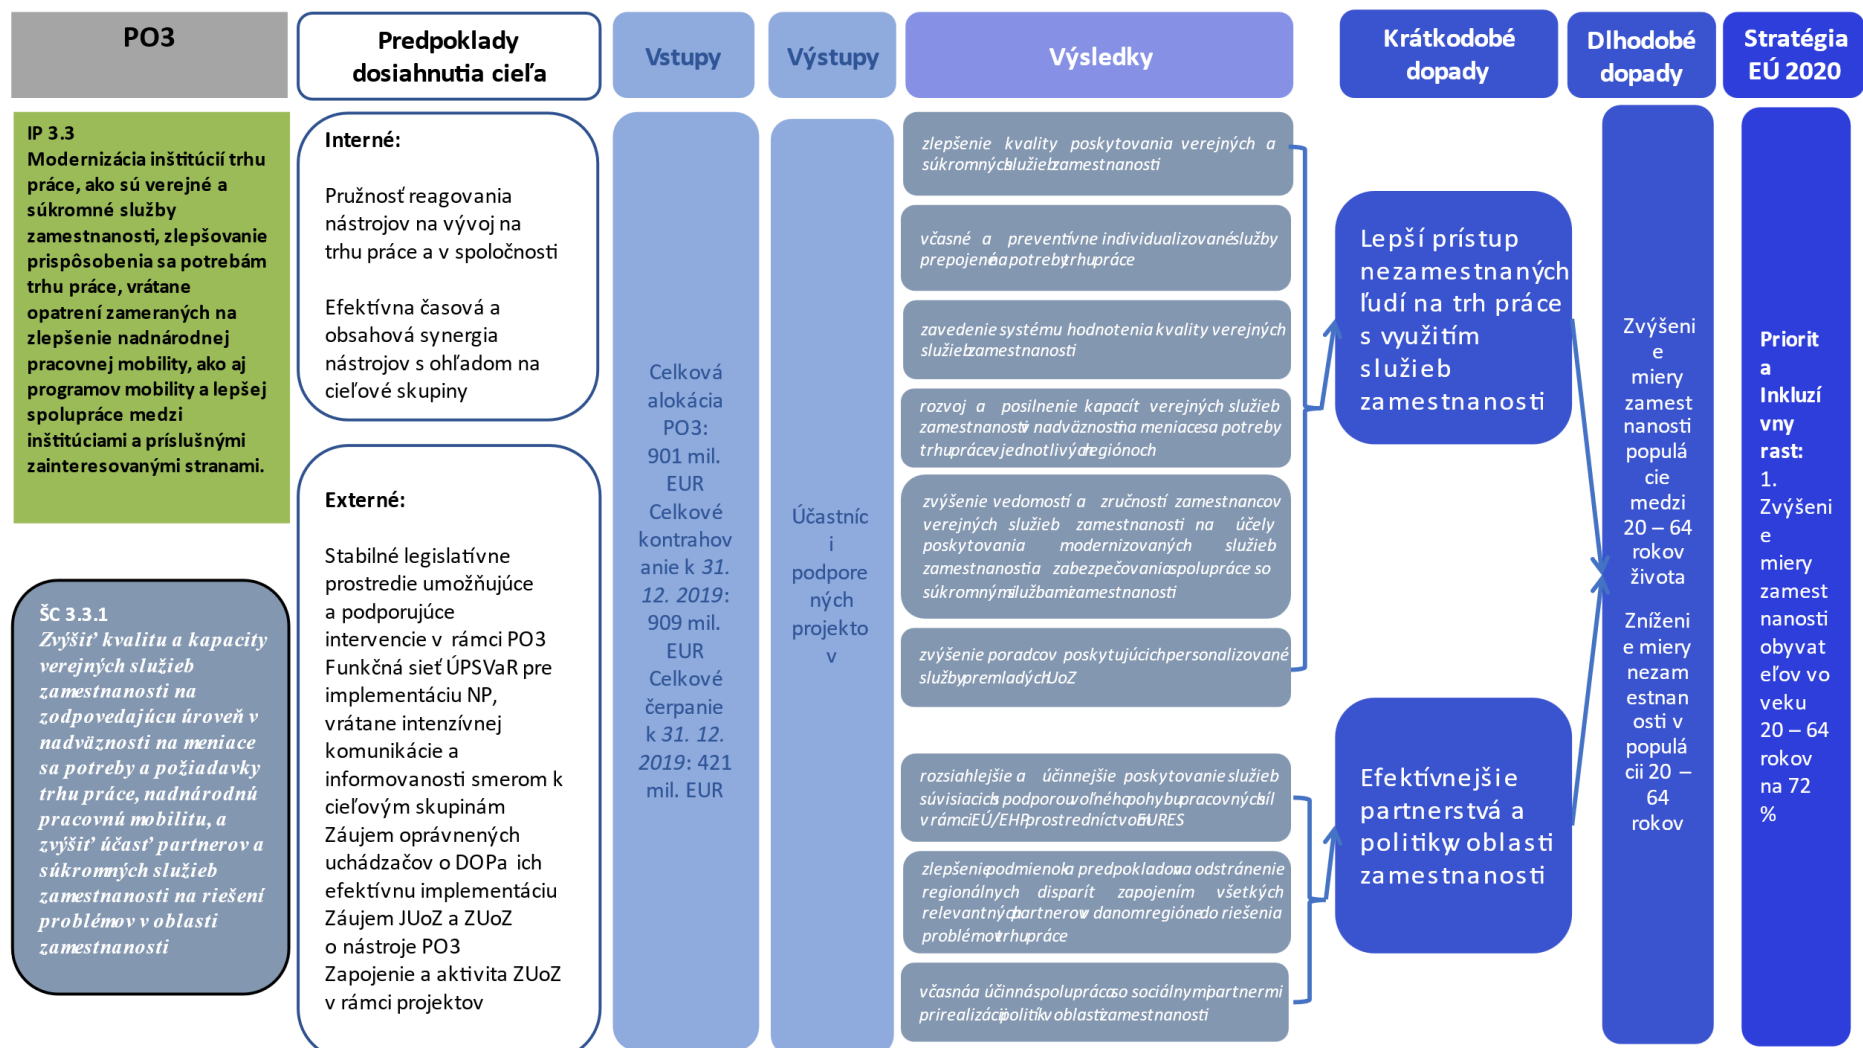 PO3
Predpoklady
dosiahnutia cieľa
Vstupy
Výstupy
Výsledky
Krátkodobé
dopady
Dlhodobé
dopady
Stratégia
EÚ 2020
IP 3.3
Modernizácia inštitúcií trhu
práce, ako sú verejné a
súkromné služby
zamestnanosti, zlepšovanie
prispôsobenia sa potrebám
trhu práce, vrátane
opatrení zameraných na
zlepšenie nadnárodnej
pracovnej mobility, ako aj
programov mobility a lepšej
spolupráce medzi
inštitúciami a príslušnými
zainteresovanými stranami.
ŠC 3.3.1
Zvýšiť kvalitu a kapacity
verejných služieb
zamestnanosti na
zodpovedajúcu úroveň v
nadväznosti na meniace
sa potreby a požiadavky
trhu práce, nadnárodnú
pracovnú mobilitu, a
zvýšiť účasť partnerov a
súkromných služieb
zamestnanosti na riešení
problémov v oblasti
zamestnanosti
Interné:
Pružnosť reagovania
nástrojov na vývoj na
trhu práce a v spoločnosti
Efektívna časová a
obsahová synergia
nástrojov s ohľadom na
cieľové skupiny
Externé:
Stabilné legislatívne
prostredie umožňujúce
a podporujúce
intervencie v rámci PO3
Funkčná sieť ÚPSVaR pre
implementáciu NP,
vrátane intenzívnej
komunikácie a
informovanosti smerom k
cieľovým skupinám
Záujem oprávnených
uchádzačov o DOPa ich
efektívnu implementáciu
Záujem JUoZ a ZUoZ
o nástroje PO3
Zapojenie a aktivita ZUoZ
v rámci projektov
Celková
alokácia
PO3:
901 mil.
EUR
Celkové
kontrahov
anie k 31.
12. 2019:
909 mil.
EUR
Celkové
čerpanie
k 31. 12.
2019: 421
mil. EUR
Účastníc
i
podpore
ných
projekto
v
zlepšenie kvality poskytovania verejných a
súkromných služieb zamestnanosti
včasné a preventívne individualizované služby
prepojené na potreby trhu práce
zavedenie systému hodnotenia kvality verejných
služieb zamestnanosti
rozvoj a posilnenie kapacít verejných služieb
zamestnanosti v nadväznosti na meniace sa potreby
trhu práce v jednotlivých regiónoch
zvýšenie vedomostí a zručností zamestnancov
verejných služieb zamestnanosti na účely
poskytovania modernizovaných služieb
zamestnanosti a zabezpečovania spolupráce so
súkromnými službami zamestnanosti
zvýšenie poradcov poskytujúcich personalizované
služby pre mladých UoZ
rozsiahlejšie a účinnejšie poskytovanie služieb
súvisiacich s podporou voľného pohybu pracovných síl
v rámci EÚ/EHP prostredníctvom EURES
zlepšenie podmienok a predpokladov na odstránenie
regionálnych disparít zapojením všetkých
relevantných partnerov v danom regióne do riešenia
problémov trhu práce
včasná a účinná spolupráca so sociálnymi partnermi
pri realizácii politík v oblasti zamestnanosti
Lepší prístup
nezamestnaných
ľudí na trh práce
s využitím
služieb
zamestnanosti
Efektívnejšie
partnerstvá a
politiky v oblasti
zamestnanosti
Zvýšeni
e
miery
zamest
nanosti
populá
cie
medzi
20 – 64
rokov
života
Zníženi
e miery
nezam
estnan
osti v
populá
cii 20 –
64
rokov
Priorit
a
Inkluzí
vny
rast:
1.
Zvýšeni
e
miery
zamest
nanosti
obyvat
eľov vo
veku
20 – 64
rokov
na 72
%